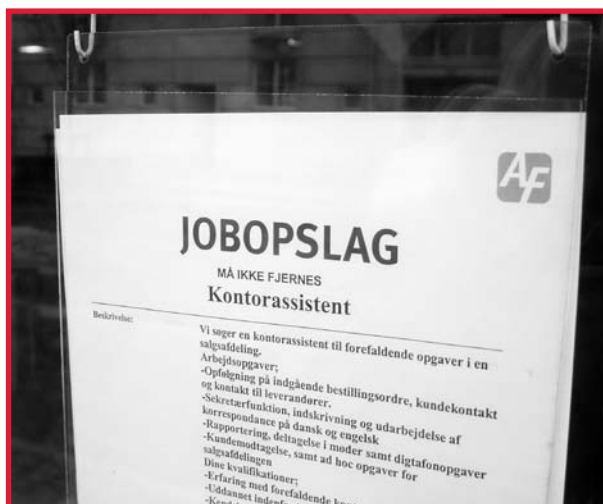 AF
JOBOPSLAG
MÅ IKKE FJERNES
Kontorassistent
Beskrivelse:
Vi søger en kontorassistent til forefaldende opgaver i en
salgsafdeling.
Arbejdsopgaver;
-Opfølgning på indgående bestillingsordre, kundekontakt
og kontakt til leverandører.
-Sekretærfunktion, indskrivning og udarbejdelse af
korrespondance på dansk og engelsk
-Rapportering, deltagelse i møder samt digtafonopgaver
-Kundemodtagelse, samt ad hoc opgaver for
salgsafdelingen
Dine kvalifikationer;
-Erfaring med forefaldende
-Uddannet